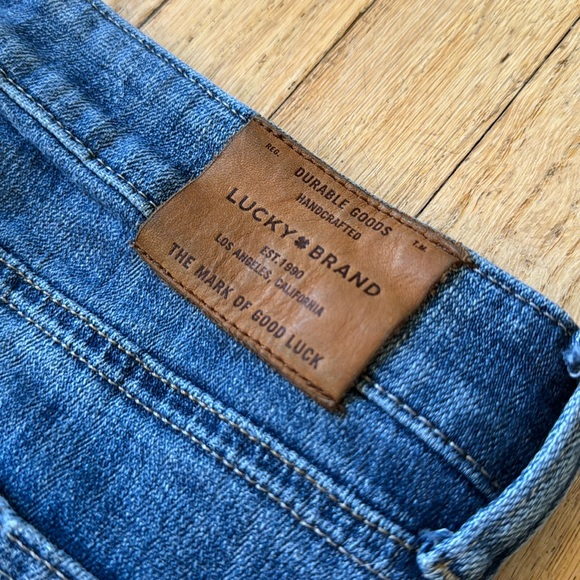 REG.
DURABLE GOODS
T.M.
HANDCRAFTED
LUCKY BRAND
EST. 1990
LOS ANGELES, CALIFORNIA
THE MARK OF GOOD LUCK